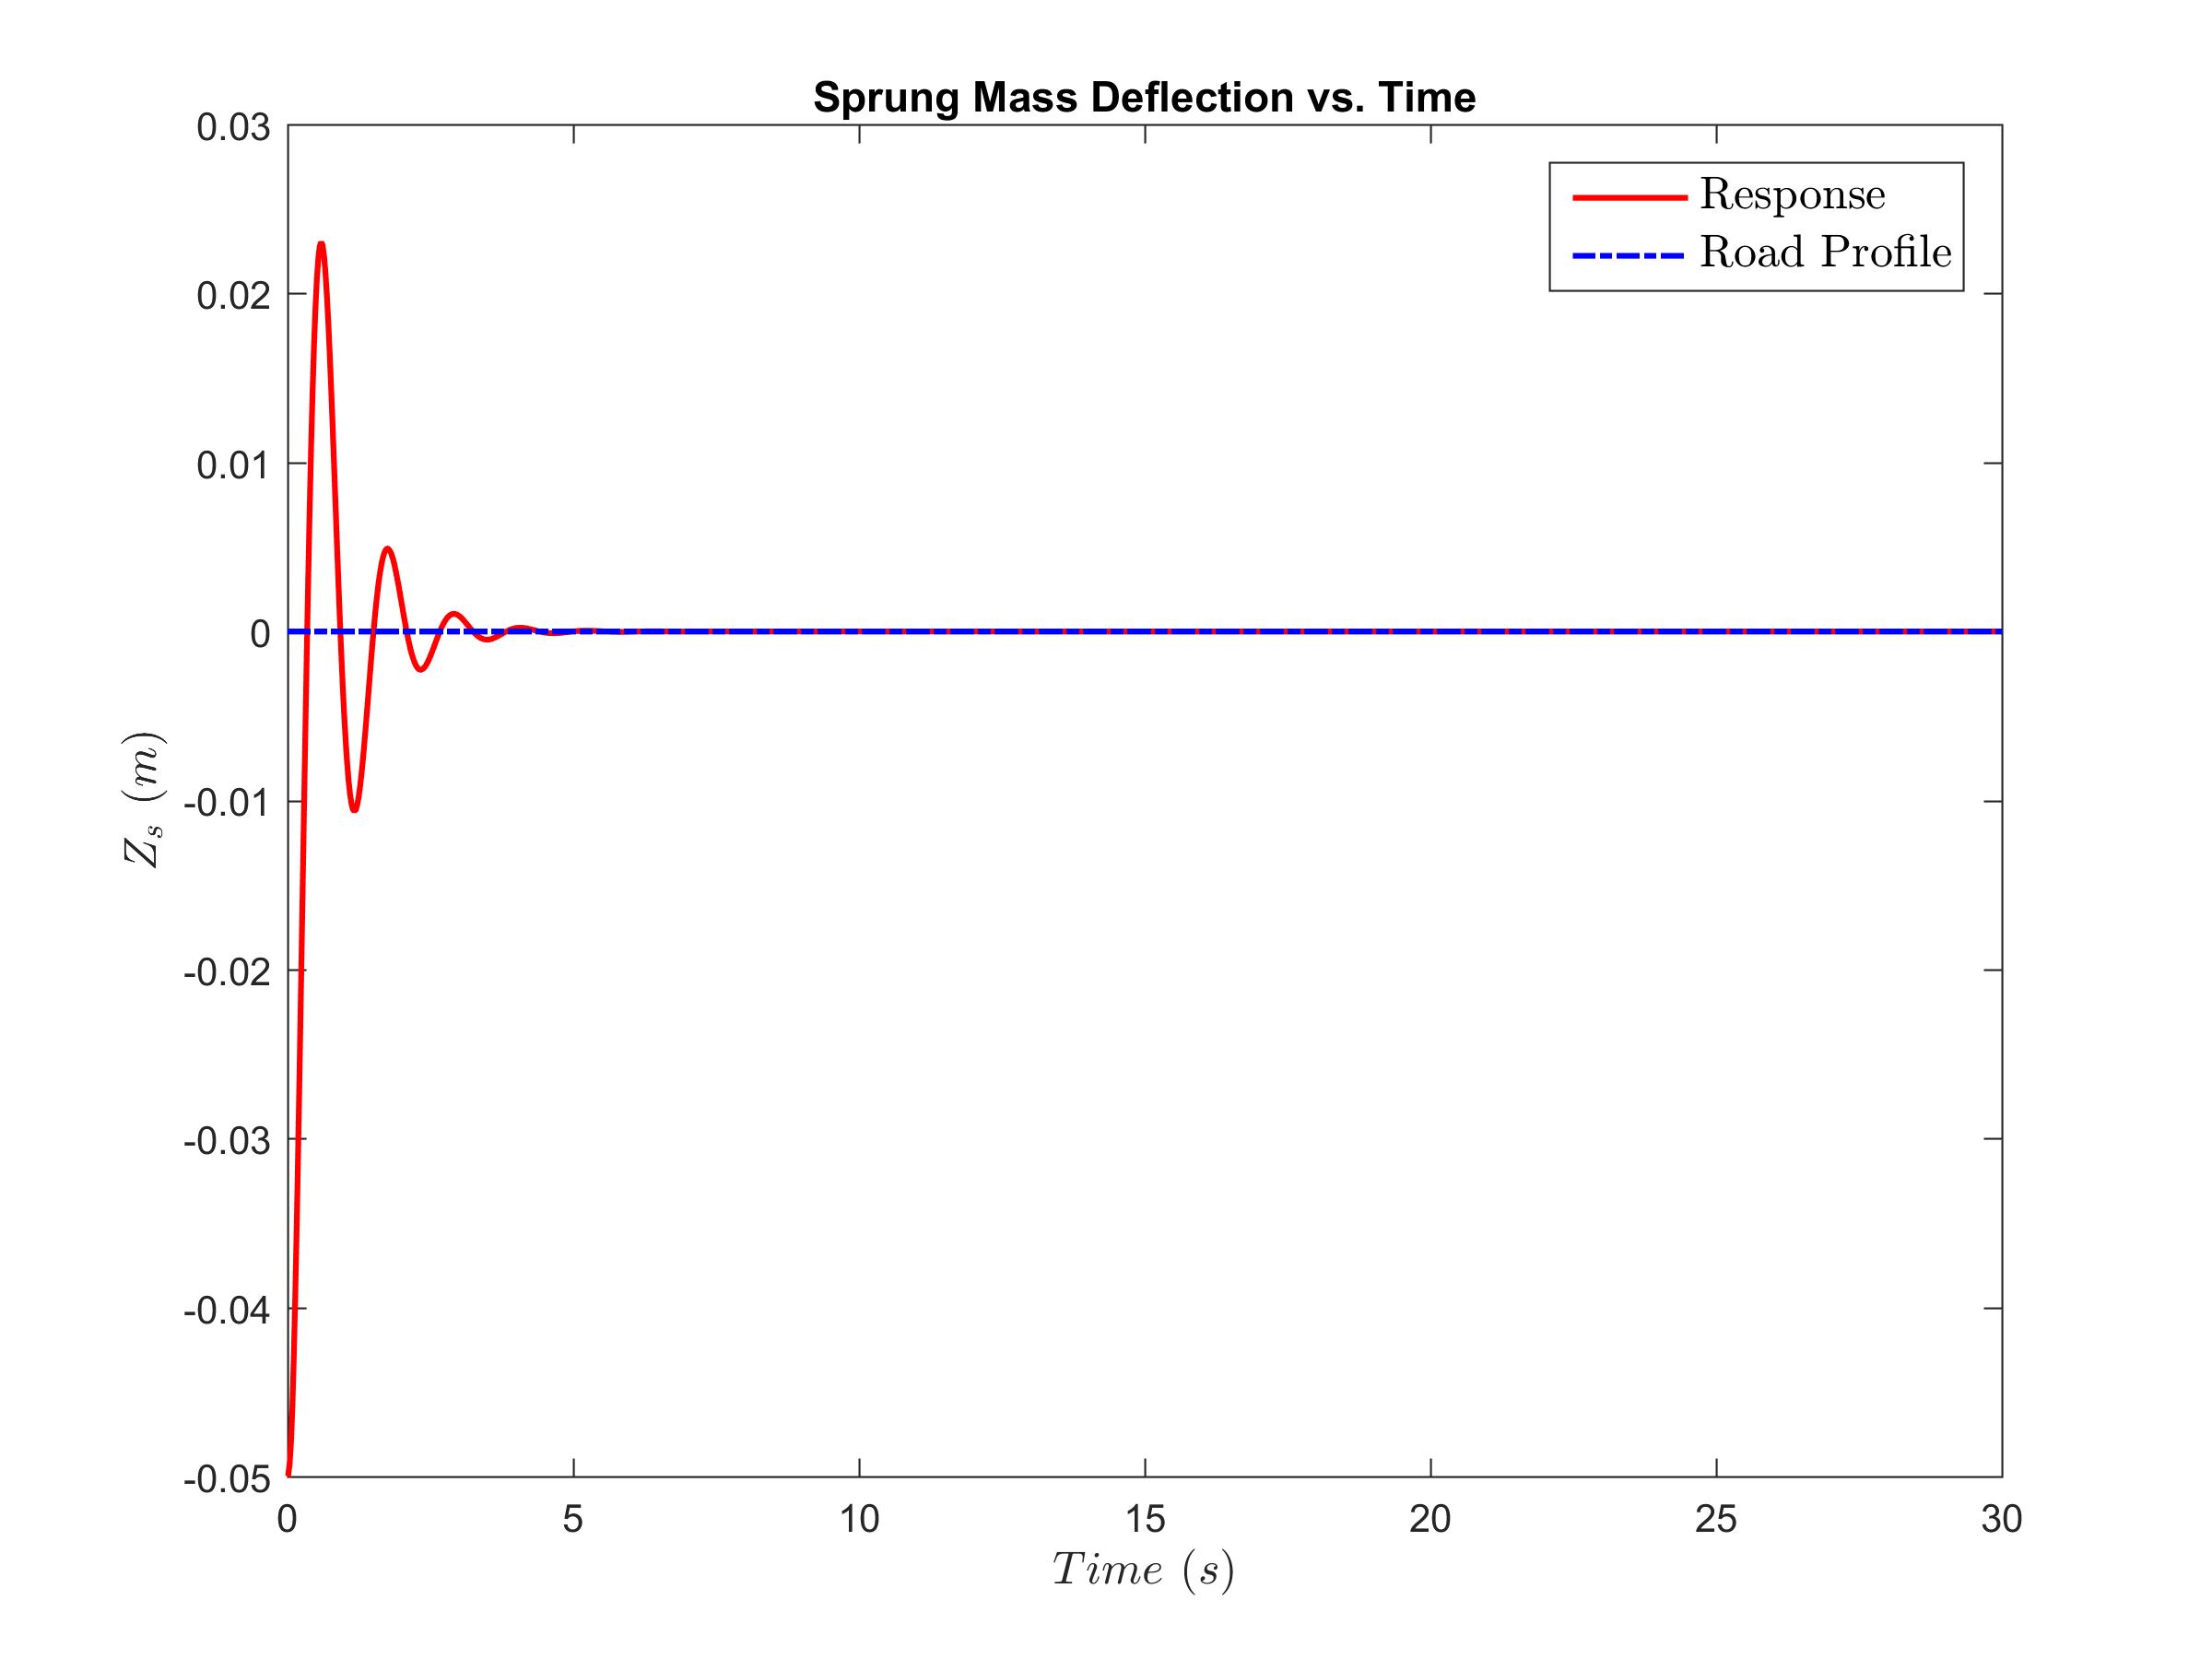 Sprung Mass Deflection vs. Time
0.03
0.02
0.01
0
-0.01
-0.02
-0.03
-0.04
-0.05
Z_s (m)
Response
Road Profile
0 5 10 15 20 25 30
Time (s)